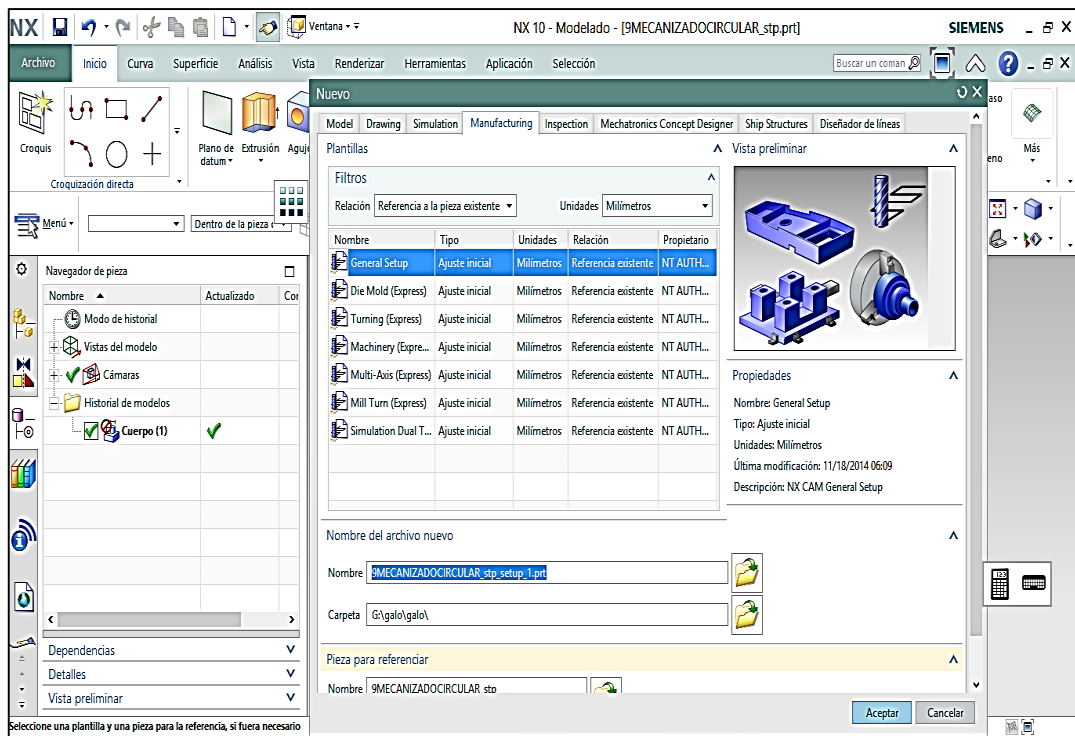 NX
Ventana
NX 10 - Modelado - [9MECANIZADOCIRCULAR_stp.prt]
SIEMENS
Archivo Inicio Curva Superficie Análisis Vista Renderizar Herramientas Aplicación Selección
Buscar un coman
Croquis
Plano de datum
Extrusión
Aguje
Croquización directa
aso
eno
Más
Menú
Dentro de la pieza
Navegador de pieza
Nombre Actualizado Cor
Modo de historial
Vistas del modelo
Cámaras
Historial de modelos
Cuerpo (1)
Dependencias
Detalles
Vista preliminar
Nuevo
Model Drawing Simulation Manufacturing Inspection Mechatronics Concept Designer Ship Structures Diseñador de líneas
Plantillas
Filtros
Relación Referencia a la pieza existente Unidades Milímetros
Nombre Tipo Unidades Relación Propietario
General Setup Ajuste inicial Milímetros Referencia existente NT AUTH...
Die Mold (Express) Ajuste inicial Milímetros Referencia existente NT AUTH...
Turning (Express) Ajuste inicial Milímetros Referencia existente NT AUTH...
Machinery (Expre... Ajuste inicial Milímetros Referencia existente NT AUTH...
Multi-Axis (Express) Ajuste inicial Milímetros Referencia existente NT AUTH...
Mill Turn (Express) Ajuste inicial Milímetros Referencia existente NT AUTH...
Simulation Dual T... Ajuste inicial Milímetros Referencia existente NT AUTH...
Vista preliminar
Propiedades
Nombre: General Setup
Tipo: Ajuste inicial
Unidades: Milímetros
Última modificación: 11/18/2014 06:09
Descripción: NX CAM General Setup
Nombre del archivo nuevo
Nombre 9MECANIZADOCIRCULAR_stp_setup_1.prt
Carpeta G:\galo\galo\
Pieza para referenciar
Nombre 9MECANIZADOCIRCULAR_stp
Aceptar Cancelar
123
Seleccione una plantilla y una pieza para la referencia, si fuera necesario